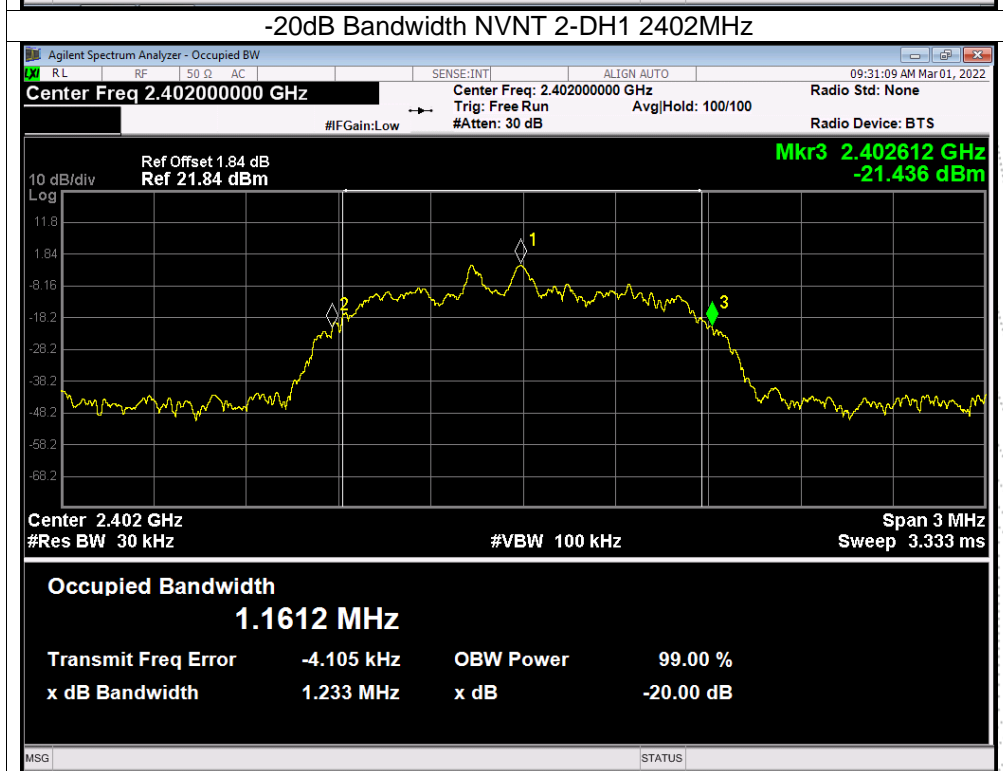 -20dB Bandwidth NVNT 2-DH1 2402MHz
Agilent Spectrum Analyzer - Occupied BW
LXI RL RF 50 Ω AC SENSE:INT ALIGN AUTO 09:31:09 AM Mar 01, 2022
Center Freq 2.402000000 GHz Center Freq: 2.402000000 GHz Radio Std: None
Trig: Free Run Avg|Hold: 100/100
#IFGain:Low #Atten: 30 dB Radio Device: BTS
Mkr3 2.402612 GHz
-21.436 dBm
Ref Offset 1.84 dB
10 dB/div Ref 21.84 dBm
Log
11.8
1.84
-8.16
-18.2
-28.2
-38.2
-48.2
-58.2
-68.2
1
2
3
Center 2.402 GHz Span 3 MHz
#Res BW 30 kHz #VBW 100 kHz Sweep 3.333 ms
Occupied Bandwidth
1.1612 MHz
Transmit Freq Error -4.105 kHz OBW Power 99.00 %
x dB Bandwidth 1.233 MHz x dB -20.00 dB
MSG STATUS